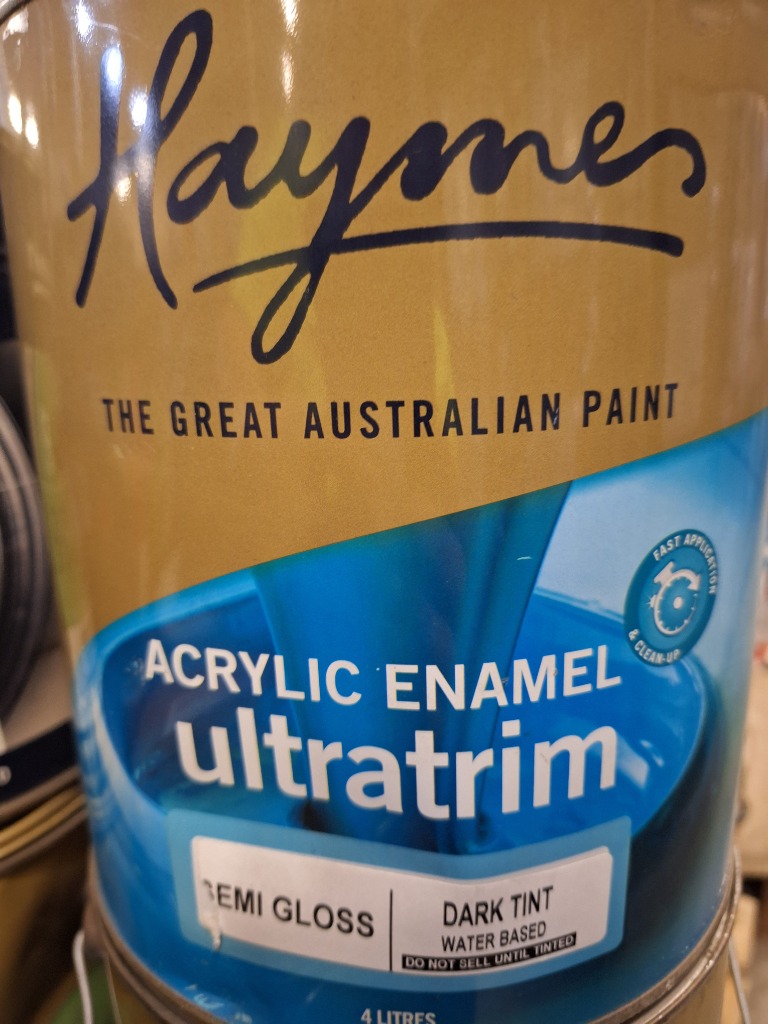 Haymes
THE GREAT AUSTRALIAN PAINT
FAST APPLICATION
& CLEAN-UP
ACRYLIC ENAMEL
ultratrim
SEMI GLOSS
DARK TINT
WATER BASED
DO NOT SELL UNTIL TINTED
4 LITRES